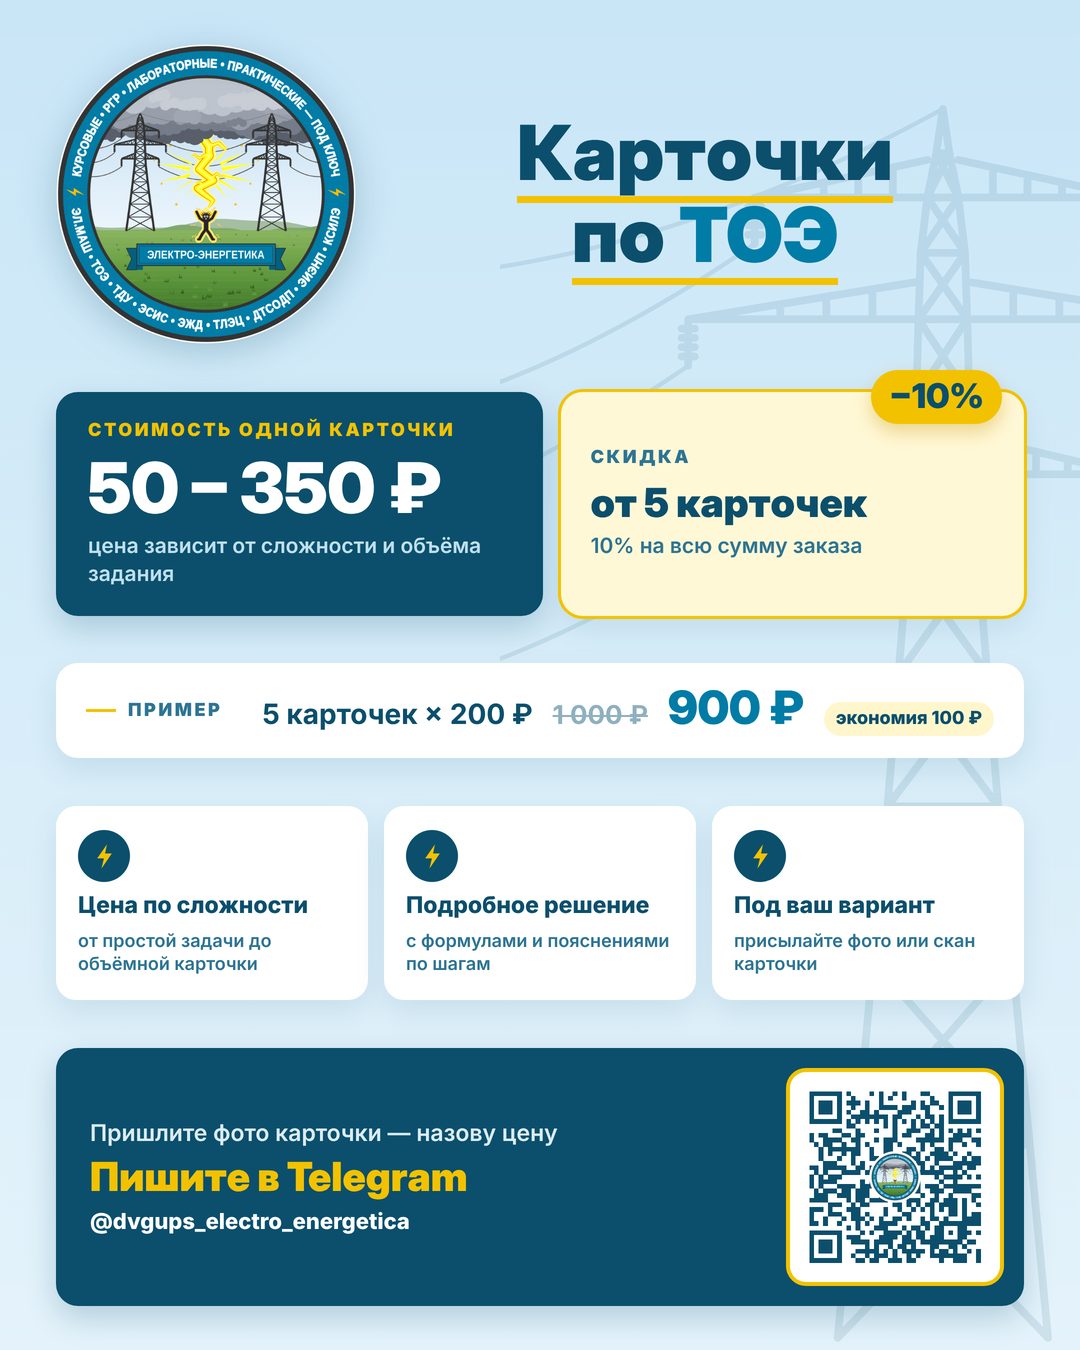 КУРСОВЫЕ • РГР • ЛАБОРАТОРНЫЕ • ПРАКТИЧЕСКИЕ — ПОД КЛЮЧ
ЭЛМАШ • ТОЭ • ТДУ • ЭСИС • ЭЖД • ТЛЭЦ • ДТСОДП • ЭИЭНП • КСИЛЭ
ЭЛЕКТРО-ЭНЕРГЕТИКА
Карточки
по ТОЭ
СТОИМОСТЬ ОДНОЙ КАРТОЧКИ
50 – 350 ₽
цена зависит от сложности и объёма
задания
–10%
СКИДКА
от 5 карточек
10% на всю сумму заказа
ПРИМЕР 5 карточек × 200 ₽ 1 000 ₽ 900 ₽ экономия 100 ₽
Цена по сложности
от простой задачи до
объёмной карточки
Подробное решение
с формулами и пояснениями
по шагам
Под ваш вариант
присылайте фото или скан
карточки
Пришлите фото карточки — назову цену
Пишите в Telegram
@dvgups_electro_energetica